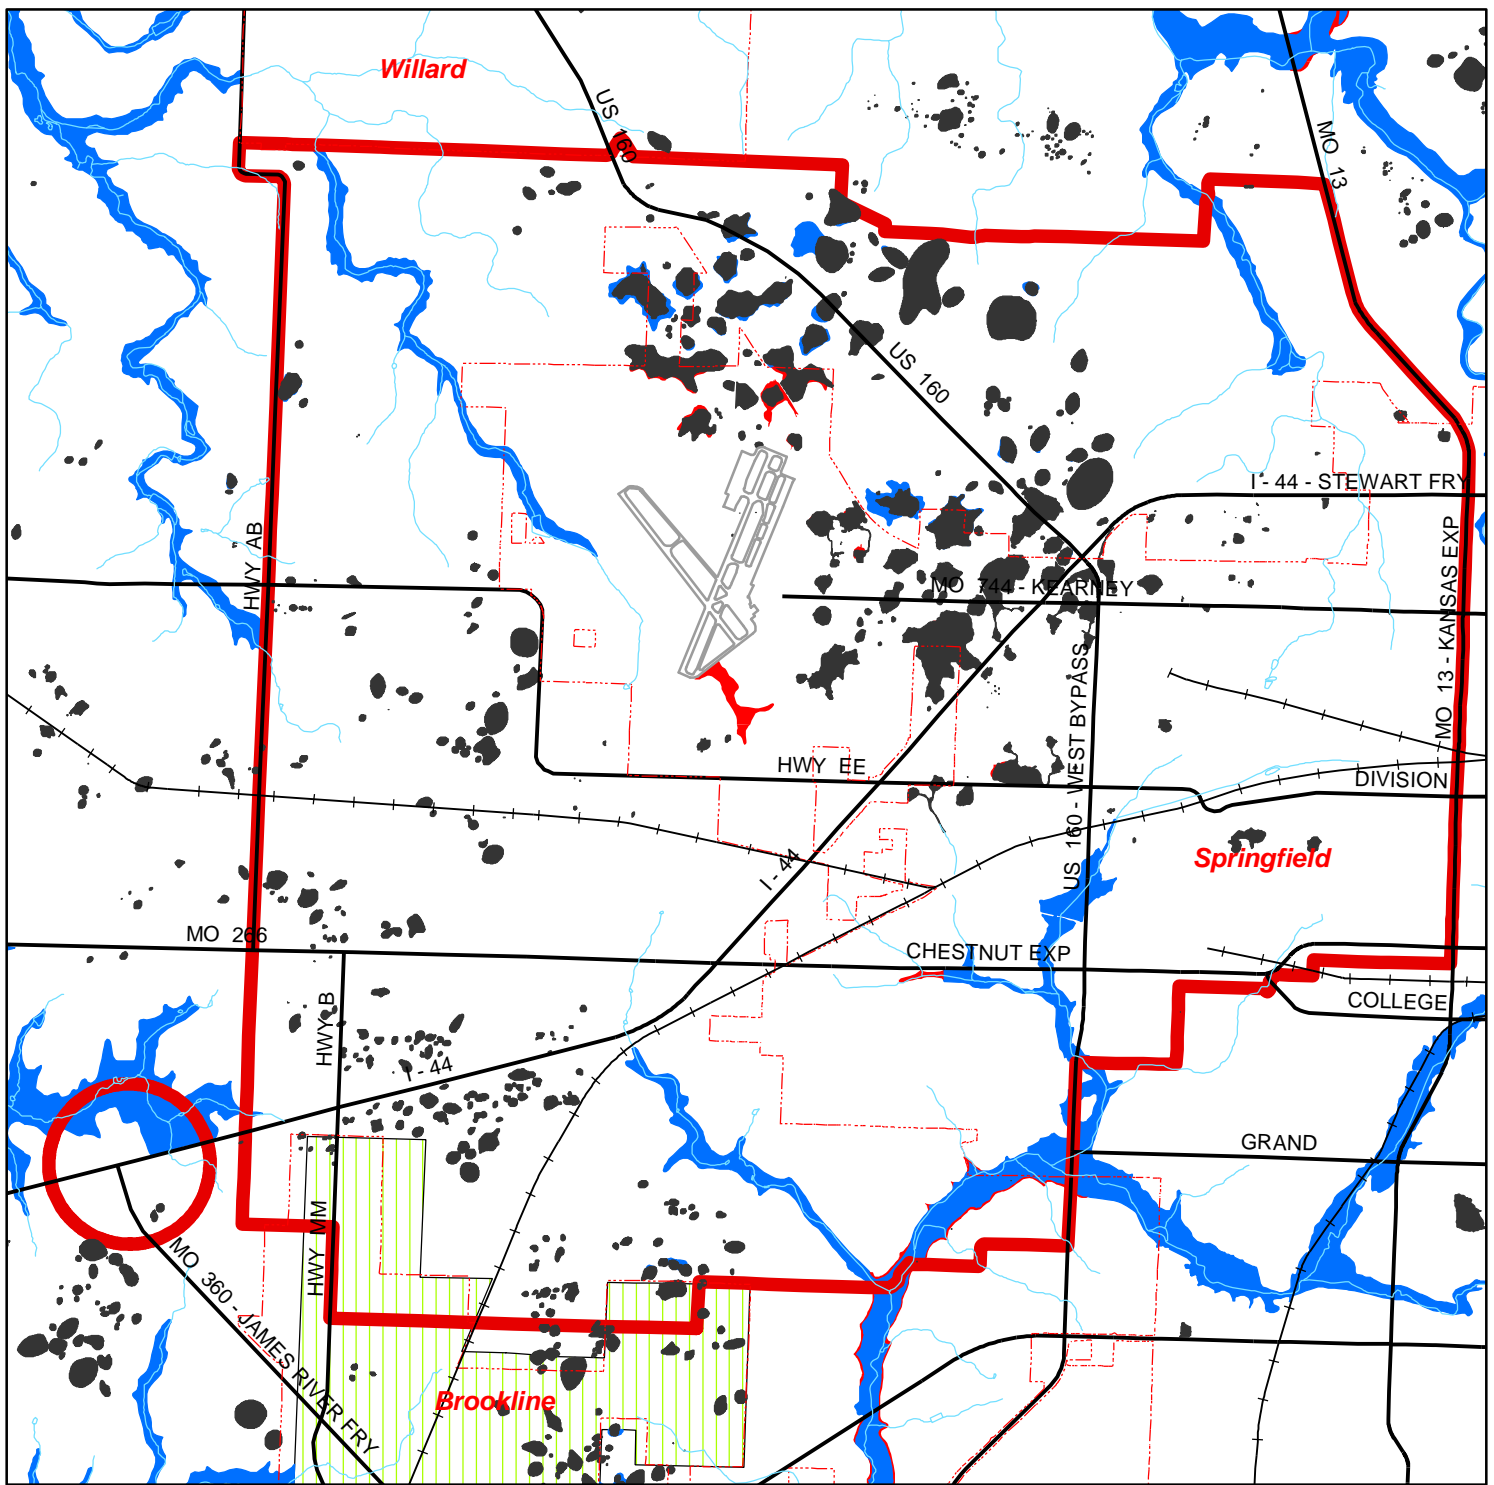 Willard
US 160
MO 13
US 160
I - 44 - STEWART FRY
HWY AB
MO 744 - KEARNEY
MO 13 - KANSAS EXP
US 160 - WEST BYPASS
HWY EE
DIVISION
Springfield
I - 44
MO 266
CHESTNUT EXP
HWY B
COLLEGE
I - 44
GRAND
HWY MM
MO 360 - JAMES RIVER FRY
Brookline